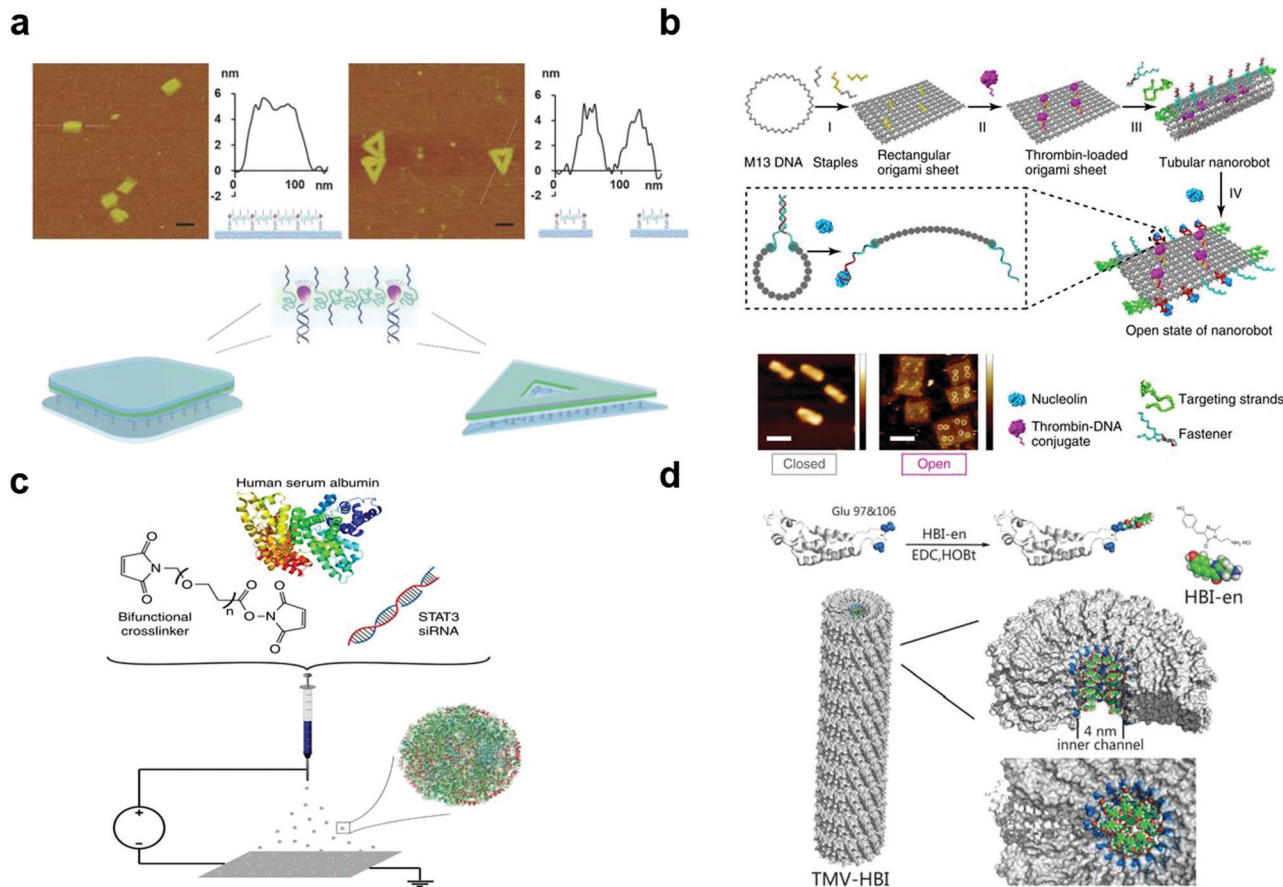 a
nm
6
4
2
0
-2
0
100
nm
nm
6
4
2
0
-2
0
100
nm
b
I
II
III
M13 DNA
Staples
Rectangular
origami sheet
Thrombin-loaded
origami sheet
Tubular nanorobot
IV
Open state of nanorobot
Closed
Open
Nucleolin
Thrombin-DNA
conjugate
Targeting strands
Fastener
c
Human serum albumin
O
N
O
O
n
O
O
N
O
O
Bifunctional
crosslinker
STAT3
siRNA
+
−
d
Glu 97&106
HBI-en
EDC,HOBt
HBI-en
4 nm
inner channel
TMV-HBI